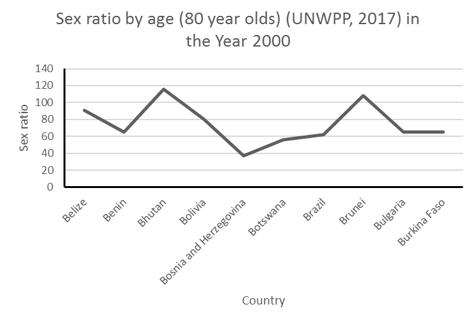 Sex ratio by age (80 year olds) (UNWPP, 2017) in
the Year 2000
140
120
100
80
60
40
20
0
Sex ratio
Belize
Benin
Bhutan
Bolivia
Bosnia and Herzegovina
Botswana
Brazil
Brunei
Bulgaria
Burkina Faso
Country